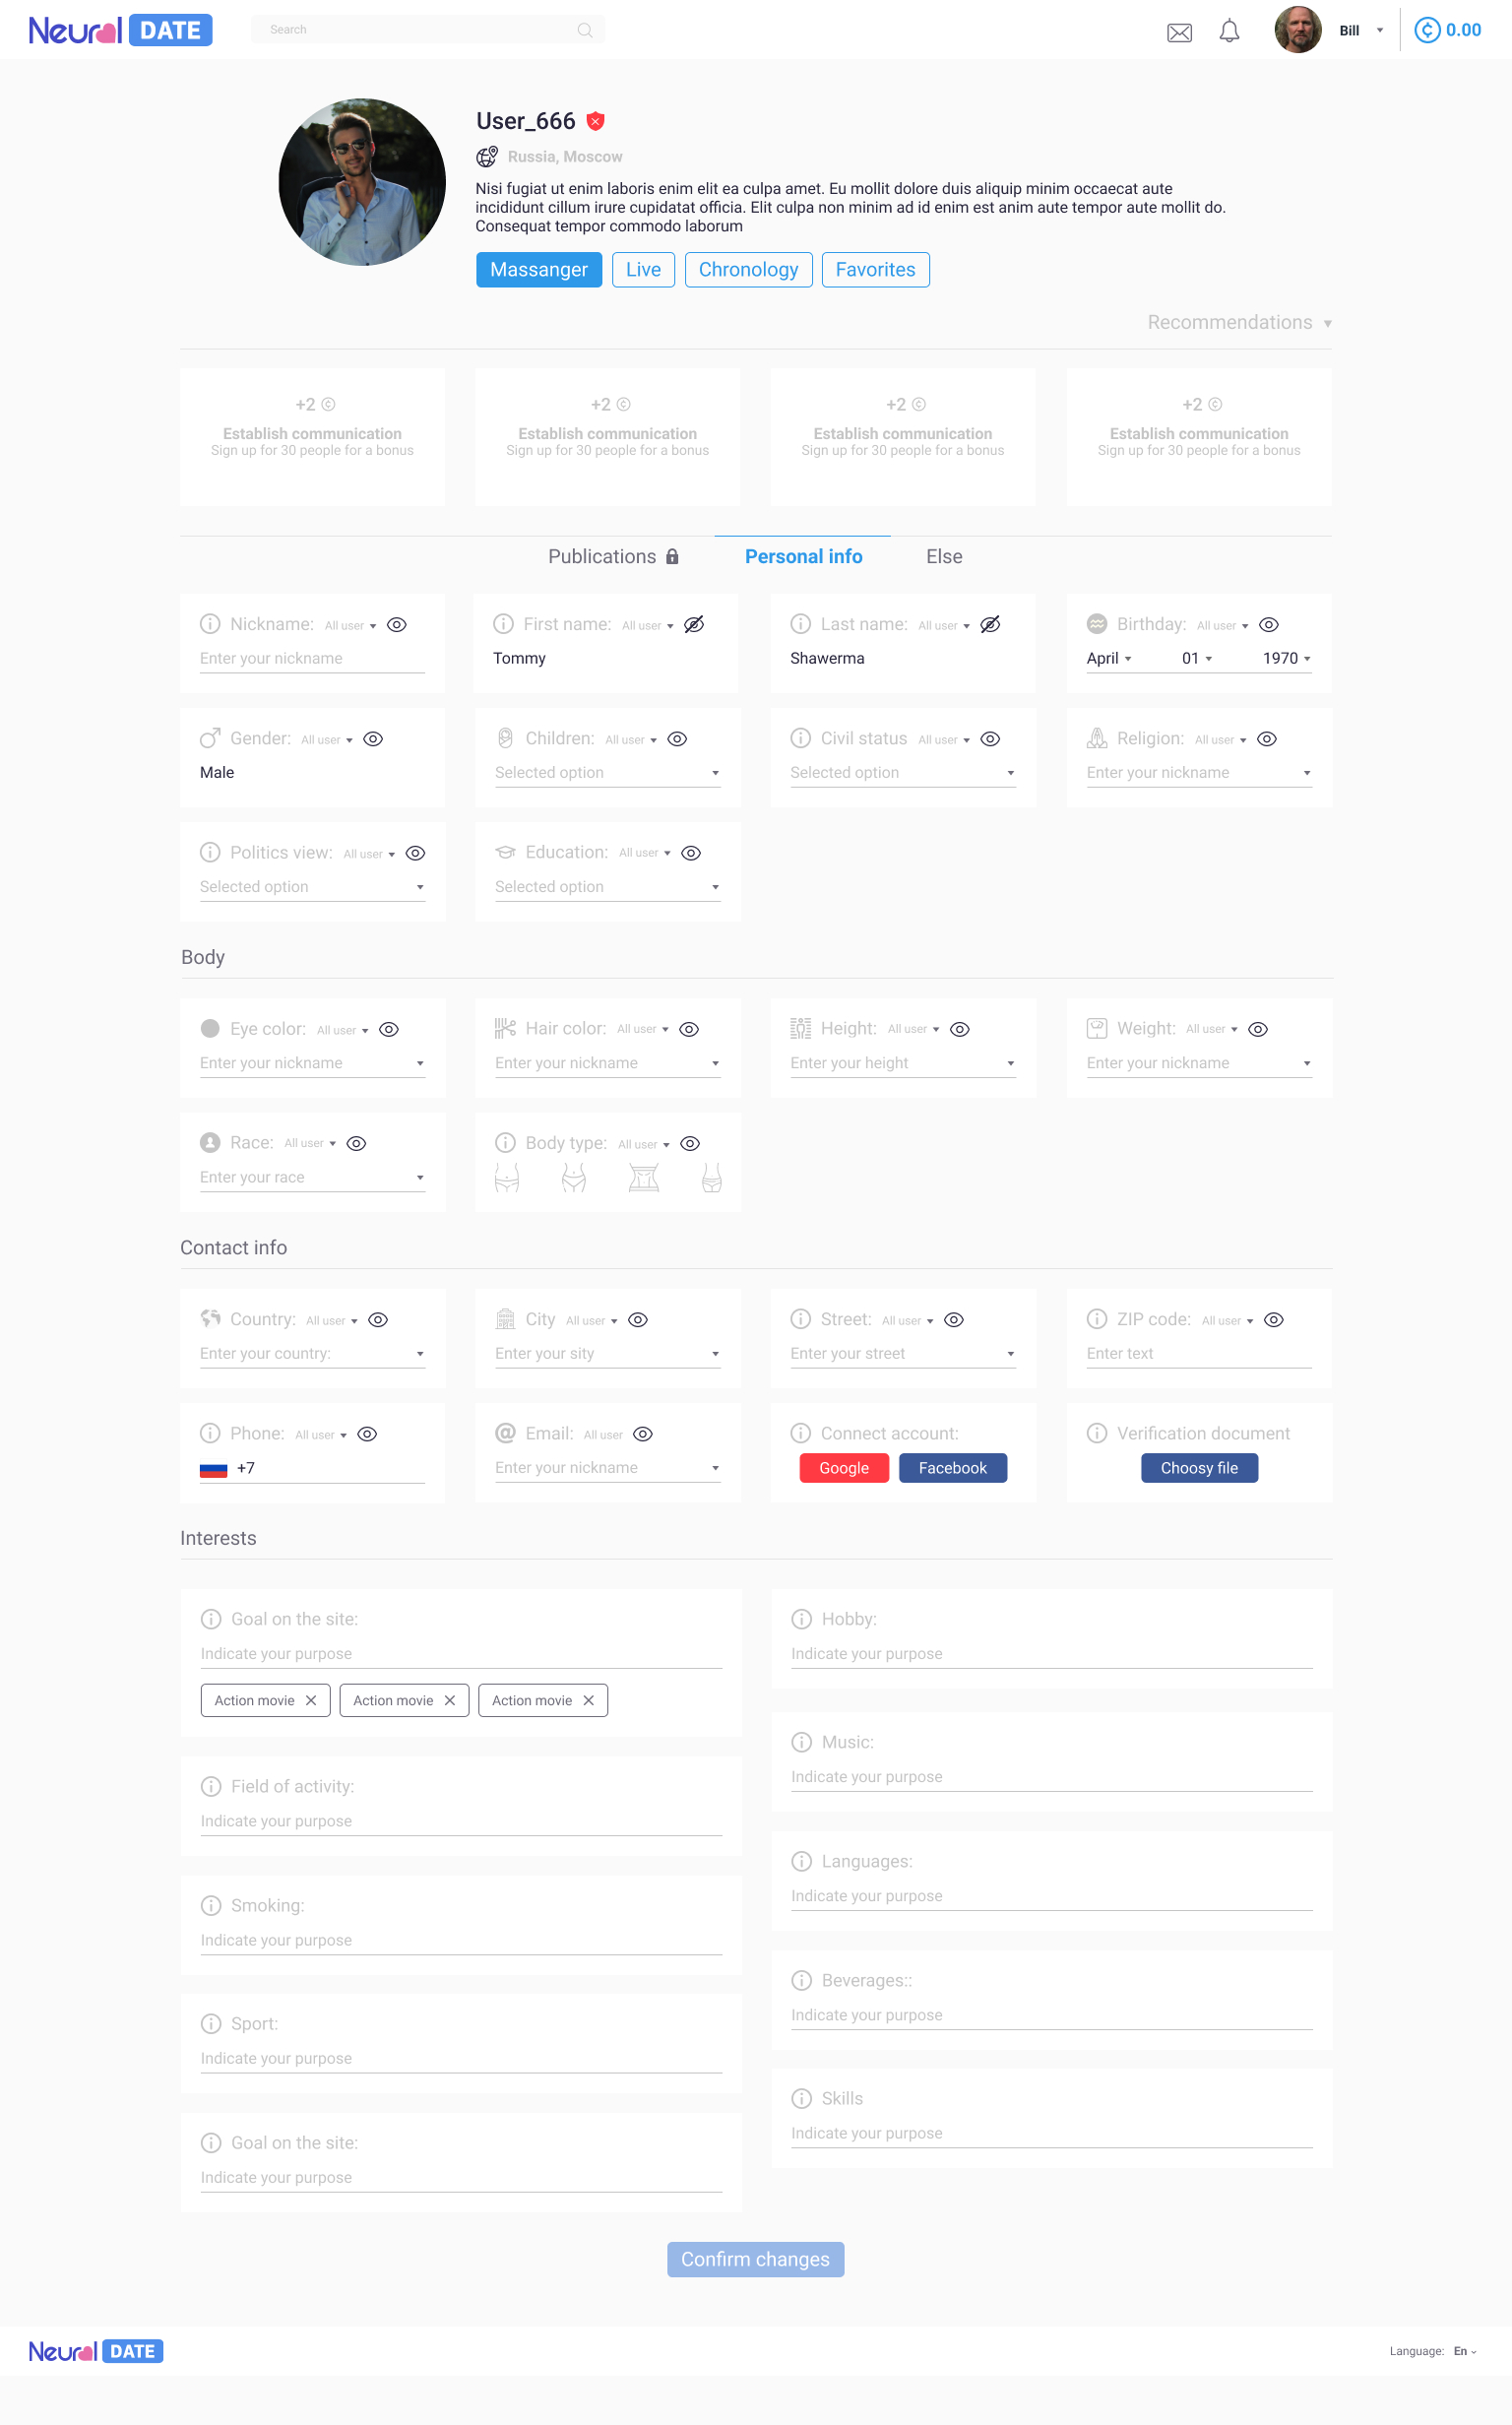 Neural DATE
Search
Bill
0.00
User_666
Russia, Moscow
Nisi fugiat ut enim laboris enim elit ea culpa amet. Eu mollit dolore duis aliquip minim occaecat aute
incididunt cillum irure cupidatat officia. Elit culpa non minim ad id enim est anim aute tempor aute mollit do.
Consequat tempor commodo laborum
Massanger Live Chronology Favorites
Recommendations
+2 +2 +2 +2
Establish communication Establish communication Establish communication Establish communication
Sign up for 30 people for a bonus Sign up for 30 people for a bonus Sign up for 30 people for a bonus Sign up for 30 people for a bonus
Publications Personal info Else
Nickname: All user First name: All user Last name: All user Birthday: All user
Enter your nickname Tommy Shawerma April 01 1970
Gender: All user Children: All user Civil status All user Religion: All user
Male Selected option Selected option Enter your nickname
Politics view: All user Education: All user
Selected option Selected option
Body
Eye color: All user Hair color: All user Height: All user Weight: All user
Enter your nickname Enter your nickname Enter your height Enter your nickname
Race: All user Body type: All user
Enter your race
Contact info
Country: All user City All user Street: All user ZIP code: All user
Enter your country: Enter your sity Enter your street Enter text
Phone: All user Email: All user Connect account: Verification document
+7 Enter your nickname Google Facebook Choosy file
Interests
Goal on the site:
Indicate your purpose
Action movie Action movie Action movie
Field of activity:
Indicate your purpose
Smoking:
Indicate your purpose
Sport:
Indicate your purpose
Goal on the site:
Indicate your purpose
Hobby:
Indicate your purpose
Music:
Indicate your purpose
Languages:
Indicate your purpose
Beverages::
Indicate your purpose
Skills
Indicate your purpose
Confirm changes
Neural DATE
Language: En